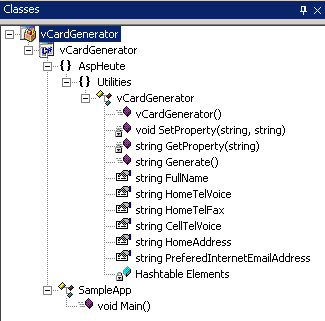 Classes
vCardGenerator
vCardGenerator
{} AspHeute
{} Utilities
vCardGenerator
vCardGenerator()
void SetProperty(string, string)
string GetProperty(string)
string Generate()
string FullName
string HomeTelVoice
string HomeTelFax
string CellTelVoice
string HomeAddress
string PreferedInternetEmailAddress
Hashtable Elements
SampleApp
void Main()